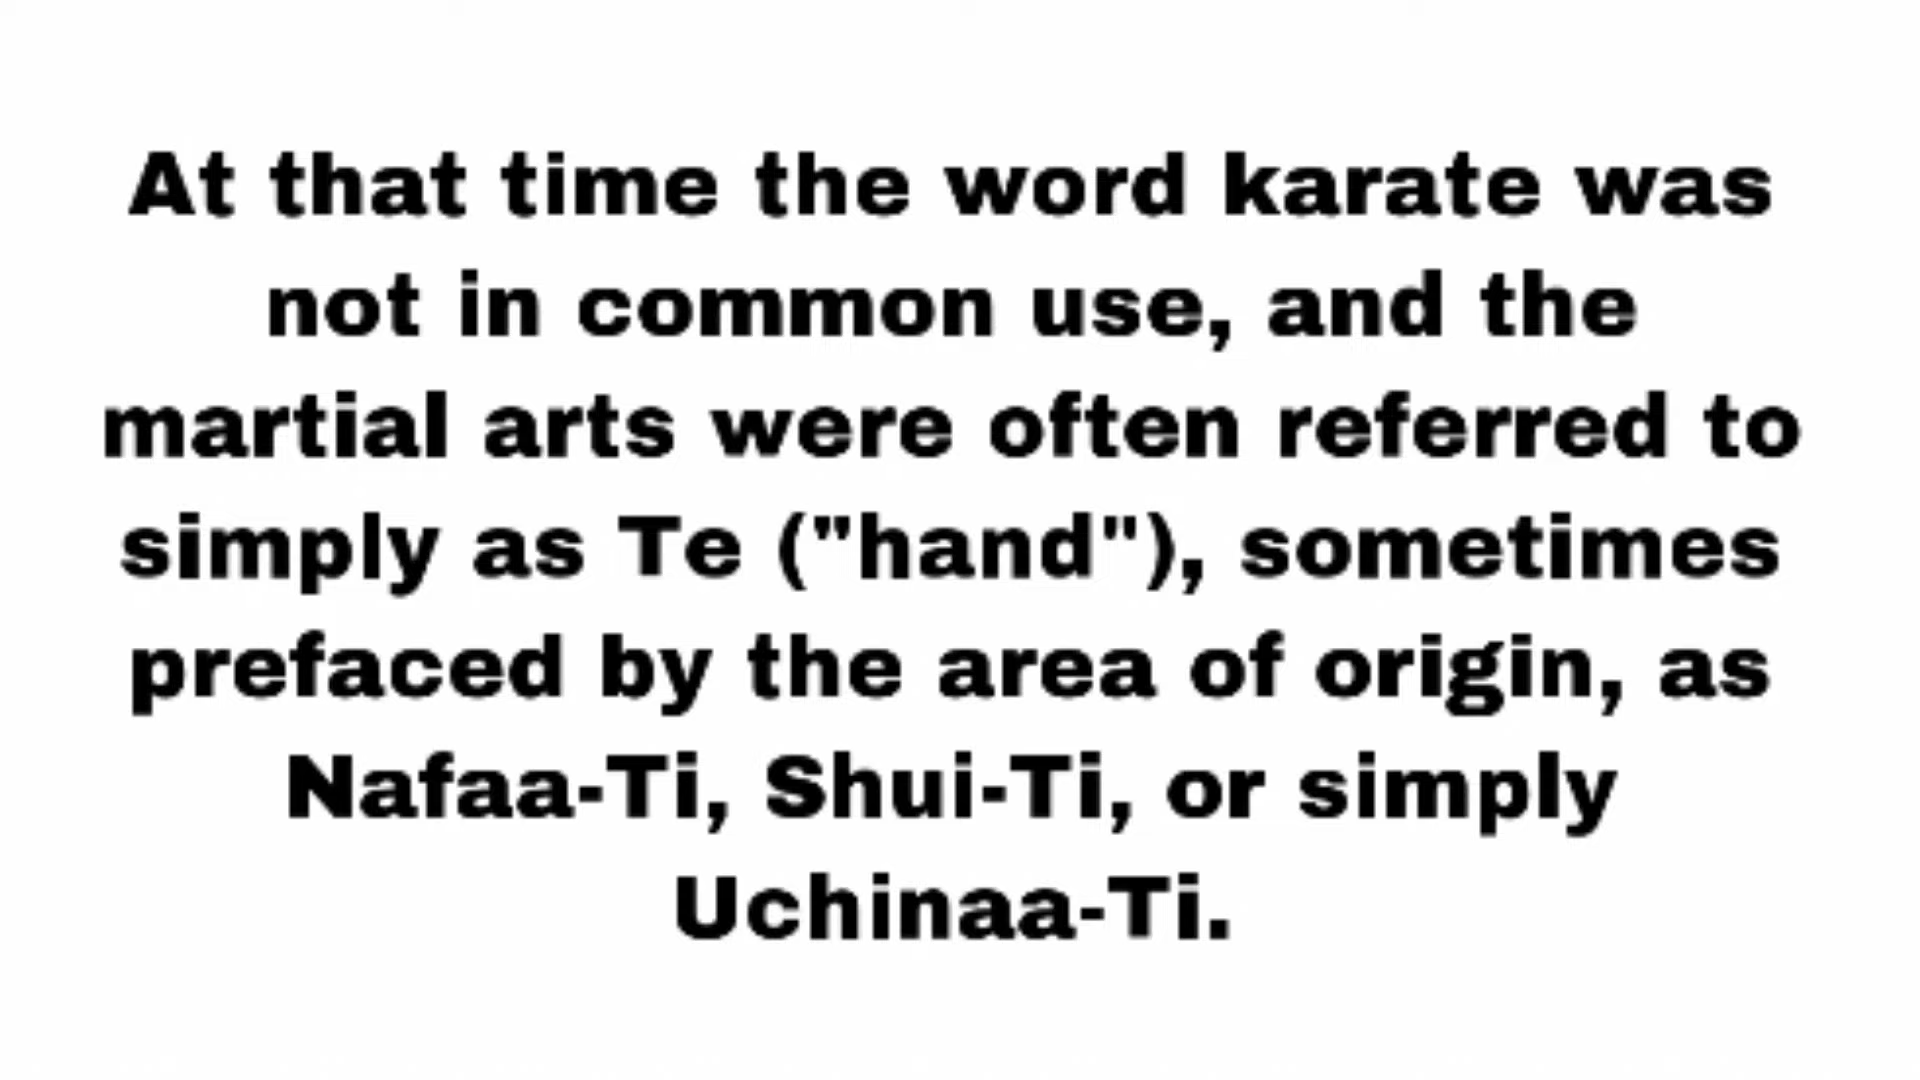 At that time the word karate was
not in common use, and the
martial arts were often referred to
simply as Te ("hand"), sometimes
prefaced by the area of origin, as
Nafaa-Ti, Shui-Ti, or simply
Uchinaa-Ti.